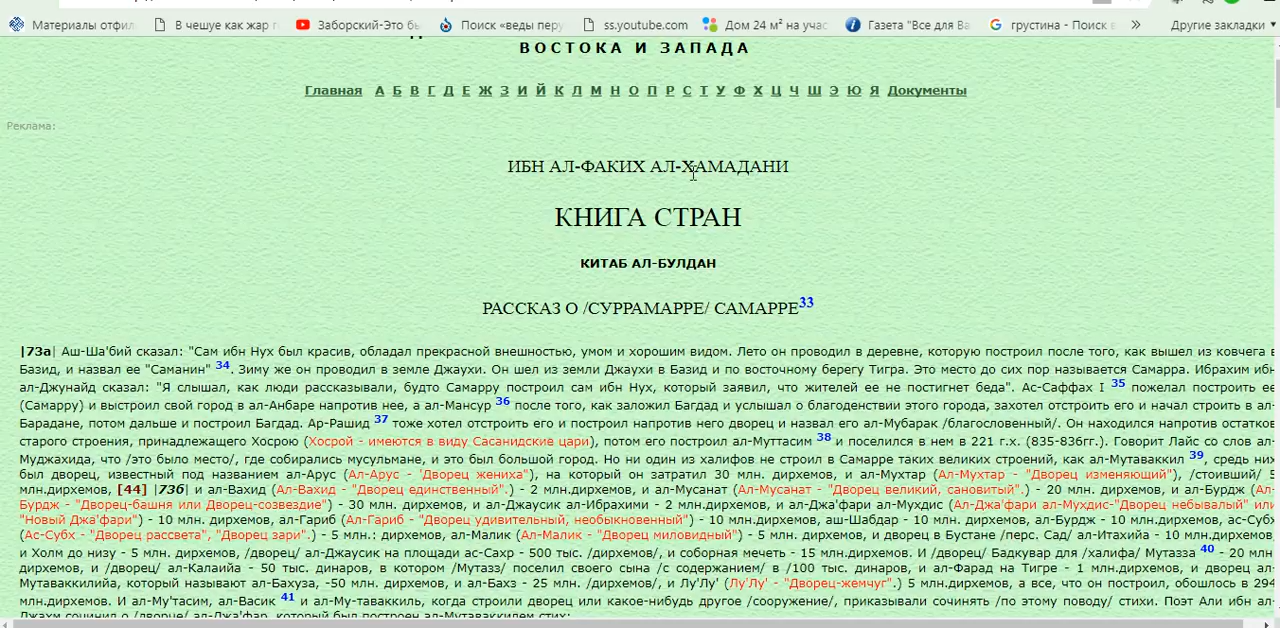 Материалы отфил
В чешуе как жар г
Заборский-Это бы
Поиск «веды перу
ss.youtube.com
Дом 24 м² на учас
Газета "Все для Ва
грустина - Поиск в
»
Другие закладки
ВОСТОКА И ЗАПАДА
Главная А Б В Г Д Е Ж З И Й К Л М Н О П Р С Т У Ф Х Ц Ч Ш Э Ю Я Документы
Реклама:
ИБН АЛ-ФАКИХ АЛ-ХАМАДАНИ
КНИГА СТРАН
КИТАБ АЛ-БУЛДАН
РАССКАЗ О /СУРРАМАРРЕ/ САМАРРЕ33
|73а| Аш-Ша'бий сказал: "Сам ибн Нух был красив, обладал прекрасной внешностью, умом и хорошим видом. Лето он проводил в деревне, которую построил после того, как вышел из ковчега в
Базид, и назвал ее "Саманин" 34. Зиму же он проводил в земле Джаухи. Он шел из земли Джаухи в Базид и по восточному берегу Тигра. Это место до сих пор называется Самарра. Ибрахим ибн
ал-Джунайд сказал: "Я слышал, как люди рассказывали, будто Самарру построил сам ибн Нух, который заявил, что жителей ее не постигнет беда". Ас-Саффах I 35 пожелал построить ее
(Самарру) и выстроил свой город в ал-Анбаре напротив нее, а ал-Мансур 36 после того, как заложил Багдад и услышал о благоденствии этого города, захотел отстроить его и начал строить в ал-
Барадане, потом дальше и построил Багдад. Ар-Рашид 37 тоже хотел отстроить его и построил напротив него дворец и назвал его ал-Мубарак /благословенный/. Он находился напротив остатков
старого строения, принадлежащего Хосрою (Хосрой - имеются в виду Сасанидские цари), потом его построил ал-Муттасим 38 и поселился в нем в 221 г.х. (835-836гг.). Говорит Лайс со слов ал-
Муджахида, что /это было место/, где собирались мусульмане, и это был большой город. Но ни один из халифов не строил в Самарре таких великих строений, как ал-Мутаваккил 39, средь них
был дворец, известный под названием ал-Арус (Ал-Арус - "Дворец жениха"), на который он затратил 30 млн. дирхемов, и ал-Мухтар (Ал-Мухтар - "Дворец изменяющий"), /стоивший/ 5
млн.дирхемов, [44] |73б| и ал-Вахид (Ал-Вахид - "Дворец единственный".) - 2 млн.дирхемов, и ал-Мусанат (Ал-Мусанат - "Дворец великий, сановитый".) - 20 млн. дирхемов, и ал-Бурдж (Ал-
Бурдж - "Дворец-башня или Дворец-созвездие") - 30 млн. дирхемов, и ал-Джаусик ал-Ибрахими - 2 млн.дирхемов, и ал-Джа'фари ал-Мухдис (Ал-Джа'фари ал-Мухдис-"Дворец небывалый" или
"Новый Джа'фари") - 10 млн. дирхемов, ал-Гариб (Ал-Гариб - "Дворец удивительный, необыкновенный") - 10 млн.дирхемов, аш-Шабдар - 10 млн. дирхемов, ал-Бурдж - 10 млн.дирхемов, ас-Субх
(Ас-Субх - "Дворец рассвета", "Дворец зари".) - 5 млн.: дирхемов, ал-Малик (Ал-Малик - "Дворец миловидный") - 5 млн.дирхемов, и дворец в Бустане /перс. Сад/ ал-Итахийа - 10 млн.дирхемов,
и Холм до низу - 5 млн. дирхемов, /дворец/ ал-Джаусик на площади ас-Сахр - 500 тыс. /дирхемов/, и соборная мечеть - 15 млн.дирхемов. И /дворец/ Бадкувар для /халифа/ Мутазза 40 - 20 млн.
дирхемов, и /дворец/ ал-Калаийа - 50 тыс. динаров, в котором /Мутазз/ поселил своего сына /с содержанием/ в /100 тыс. динаров, и ал-Фарад на Тигре - 1 млн.дирхемов, и дворец ал-
Мутаваккилийа, который называют ал-Бахуза, -50 млн. дирхемов, и ал-Бахз - 25 млн. /дирхемов/, и Лу'Лу' (Лу'Лу' - "Дворец-жемчуг".) 5 млн.дирхемов, а все, что он построил, обошлось в 294
млн.дирхемов. И ал-Му'тасим, ал-Васик 41 и ал-Му-таваккиль, когда строили дворец или какое-нибудь другое /сооружение/, приказывали сочинять /по этому поводу/ стихи. Поэт Али ибн ал-
Джахм сочинил о /дворце/ ал-Джа'фар, который был построен ал-Мутаваккилем стих: